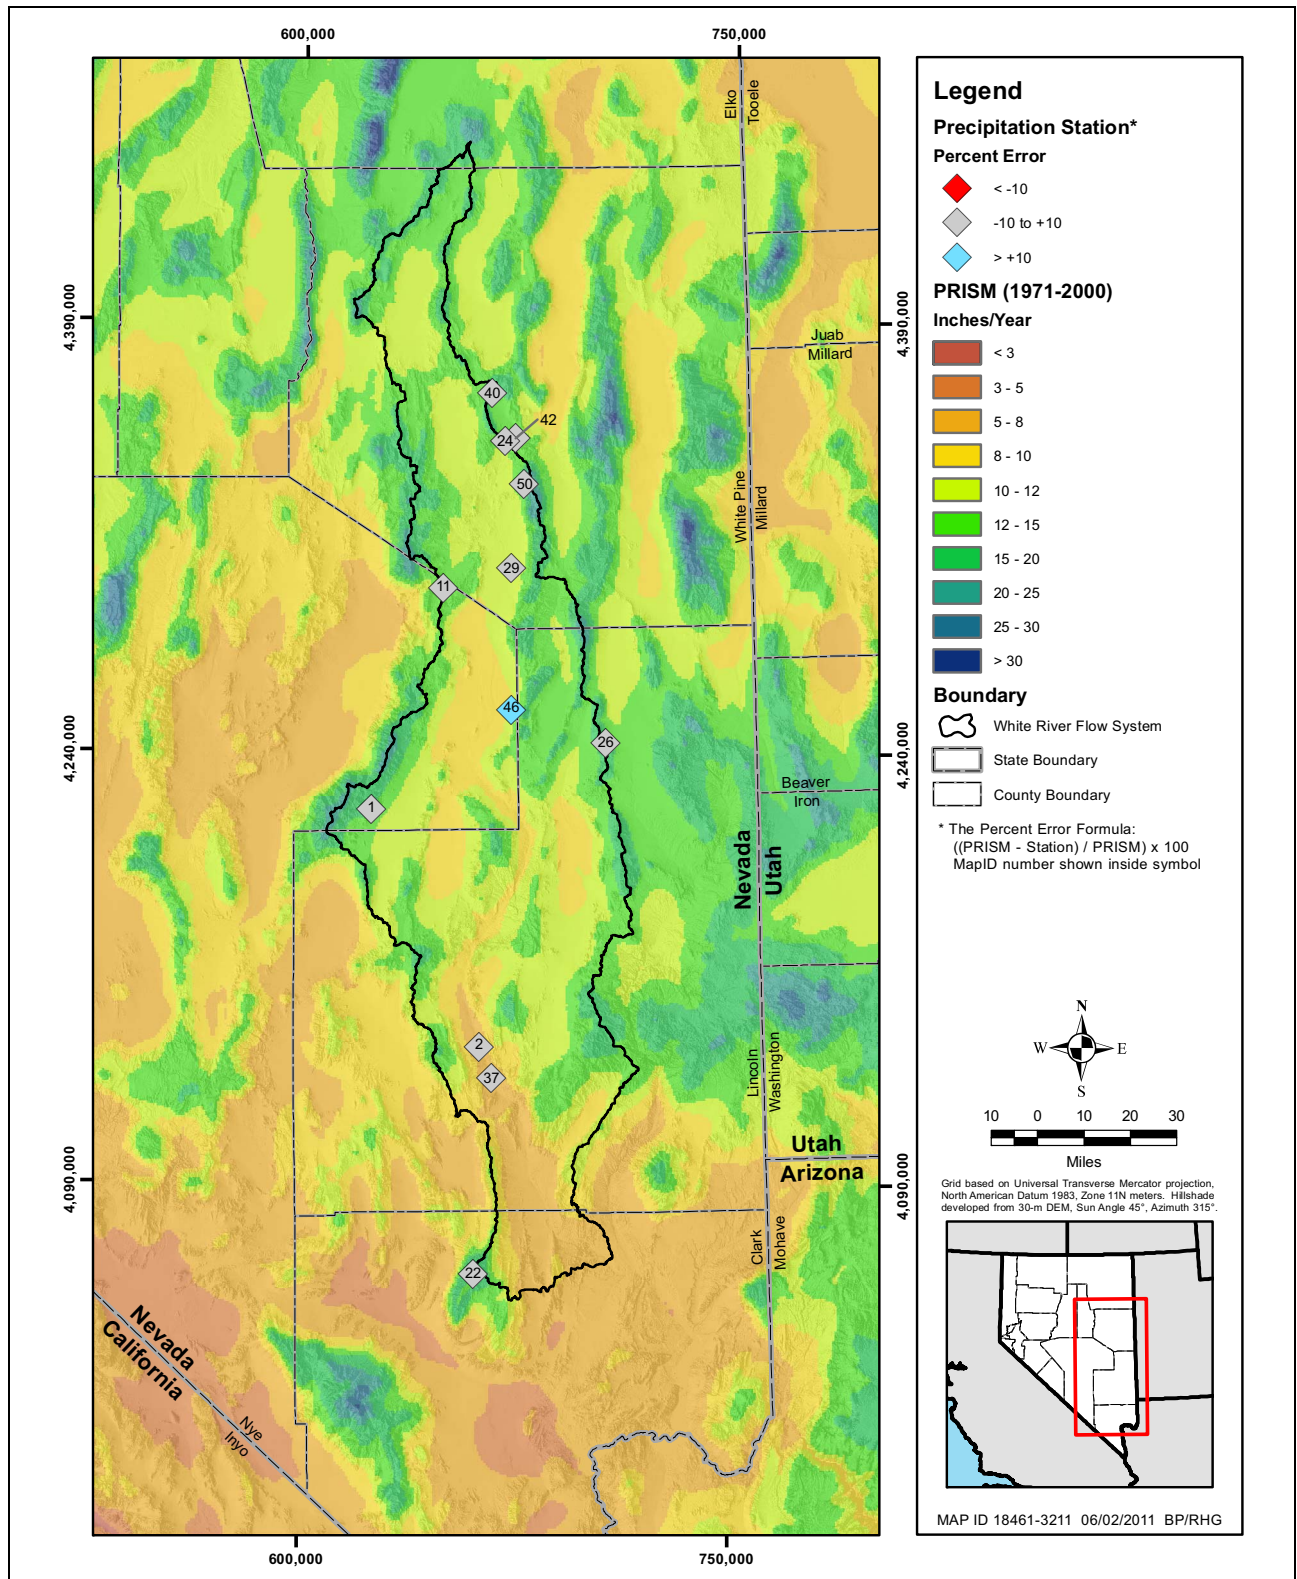 600,000
750,000
4,390,000
4,240,000
4,090,000
4,390,000
4,240,000
4,090,000
600,000
750,000
Elko
Tooele
Juab
Millard
White Pine
Millard
Beaver
Iron
Nevada
Utah
Lincoln
Washington
Utah
Arizona
Clark
Mohave
Nevada
California
Nye
Inyo
40
42
24
50
29
11
46
26
1
2
37
22
Legend
Precipitation Station*
Percent Error
< -10
-10 to +10
> +10
PRISM (1971-2000)
Inches/Year
< 3
3 - 5
5 - 8
8 - 10
10 - 12
12 - 15
15 - 20
20 - 25
25 - 30
> 30
Boundary
White River Flow System
State Boundary
County Boundary
* The Percent Error Formula:
((PRISM - Station) / PRISM) x 100
MapID number shown inside symbol
N
W
E
S
10 0 10 20 30
Miles
Grid based on Universal Transverse Mercator projection,
North American Datum 1983, Zone 11N meters. Hillshade
developed from 30-m DEM, Sun Angle 45°, Azimuth 315°.
MAP ID 18461-3211 06/02/2011 BP/RHG